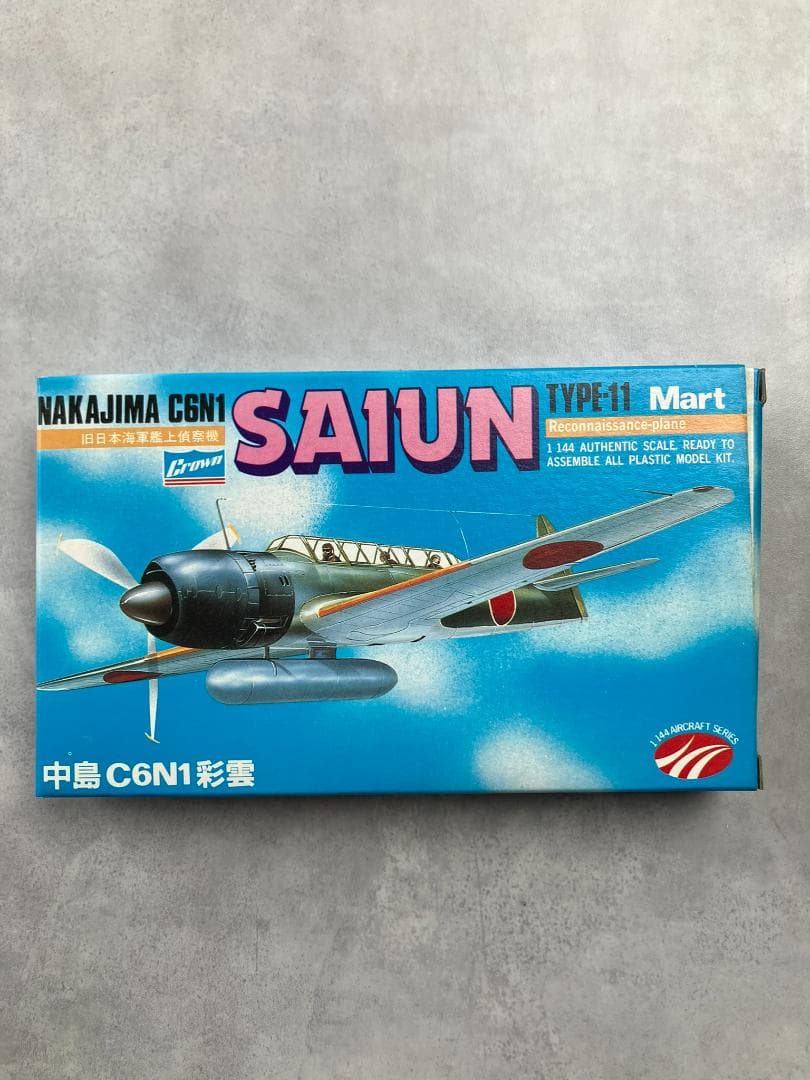 NAKAJIMA C6N1
旧日本海軍艦上偵察機
Crown
SAIUN
TYPE-11
Mart
Reconnaissance-plane
1 144 AUTHENTIC SCALE, READY TO
ASSEMBLE ALL PLASTIC MODEL KIT.
1 144 AIRCRAFT SERIES
中島 C6N1 彩雲